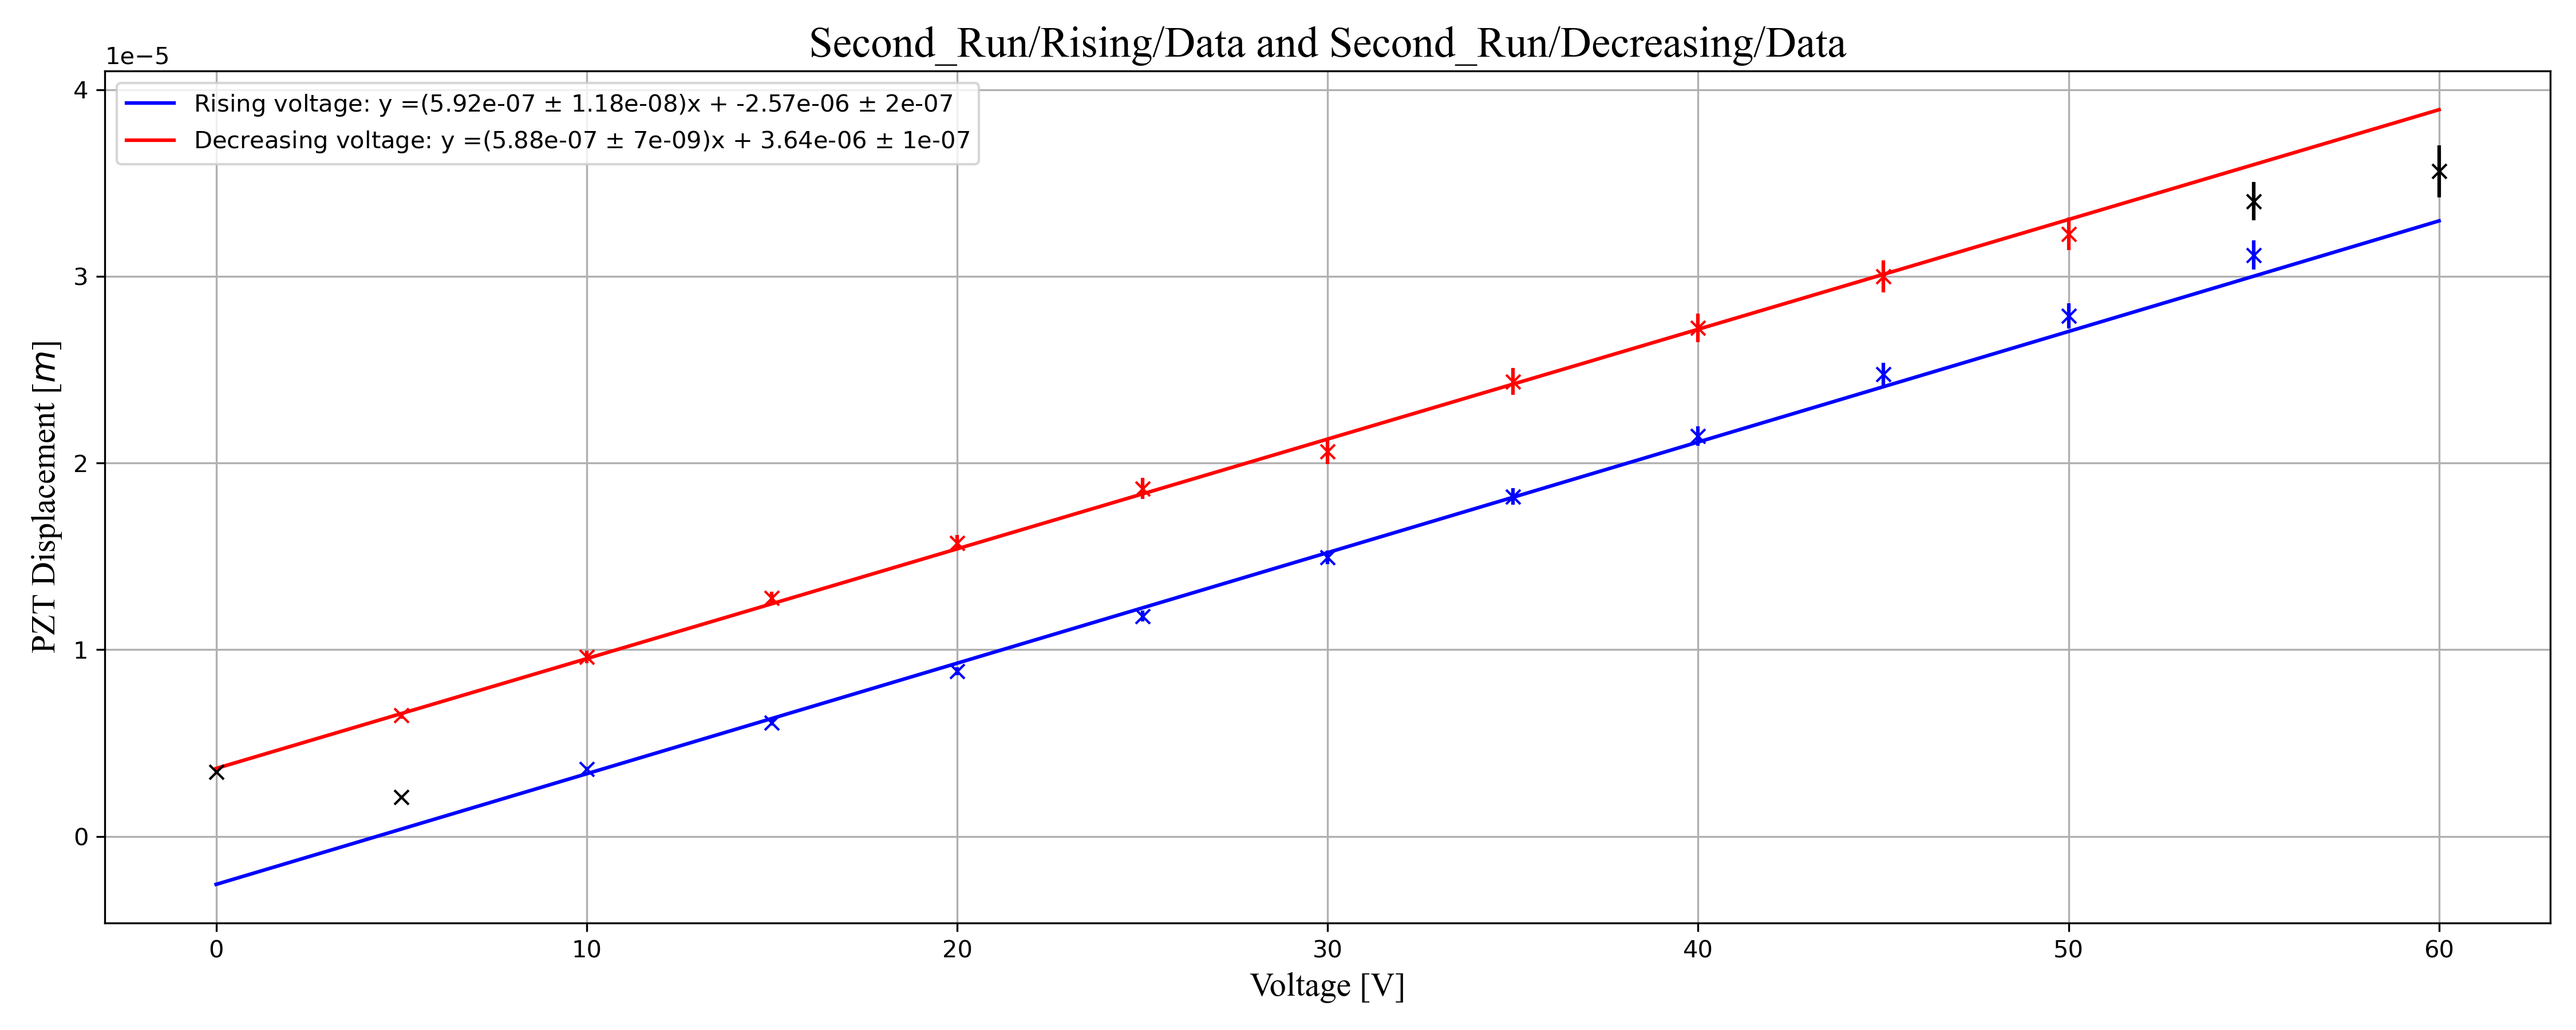 Second_Run/Rising/Data and Second_Run/Decreasing/Data
1e−5
Rising voltage: y =(5.92e-07 ± 1.18e-08)x + -2.57e-06 ± 2e-07
Decreasing voltage: y =(5.88e-07 ± 7e-09)x + 3.64e-06 ± 1e-07
4
3
2
1
0
PZT Displacement [m]
0 10 20 30 40 50 60
Voltage [V]